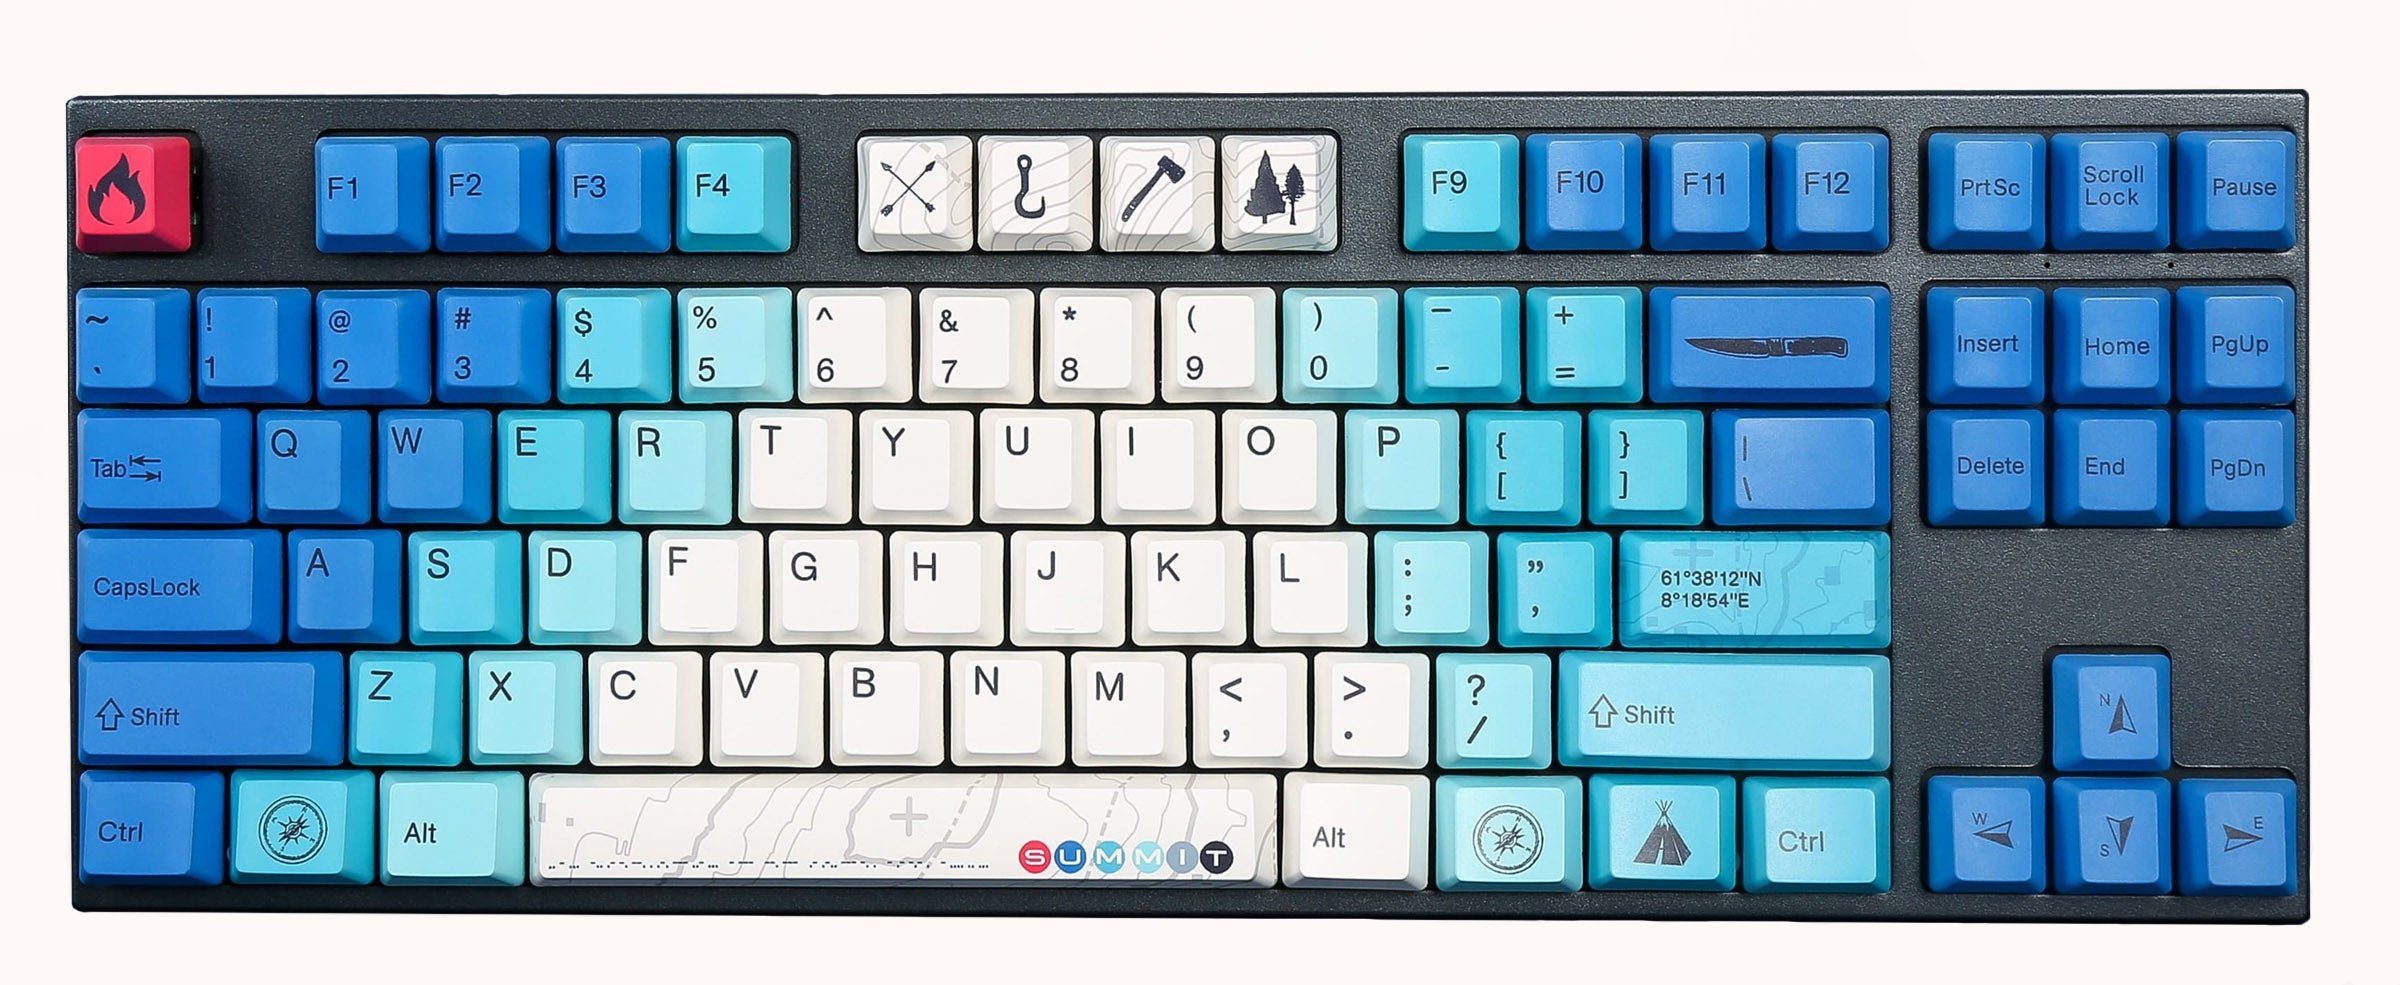 F1 F2 F3 F4 F9 F10 F11 F12 PrtSc Scroll Lock Pause
~ ! @ # $ % ^ & * ( ) — +
` 1 2 3 4 5 6 7 8 9 0 - =
Insert Home PgUp
Tab Q W E R T Y U I O P { } |
[ ] \
Delete End PgDn
CapsLock A S D F G H J K L : "
; ,
61°38'12"N
8°18'54"E
Shift Z X C V B N M < > ?
, . /
Shift
N
Ctrl Alt SUMMIT Alt Ctrl
W S E